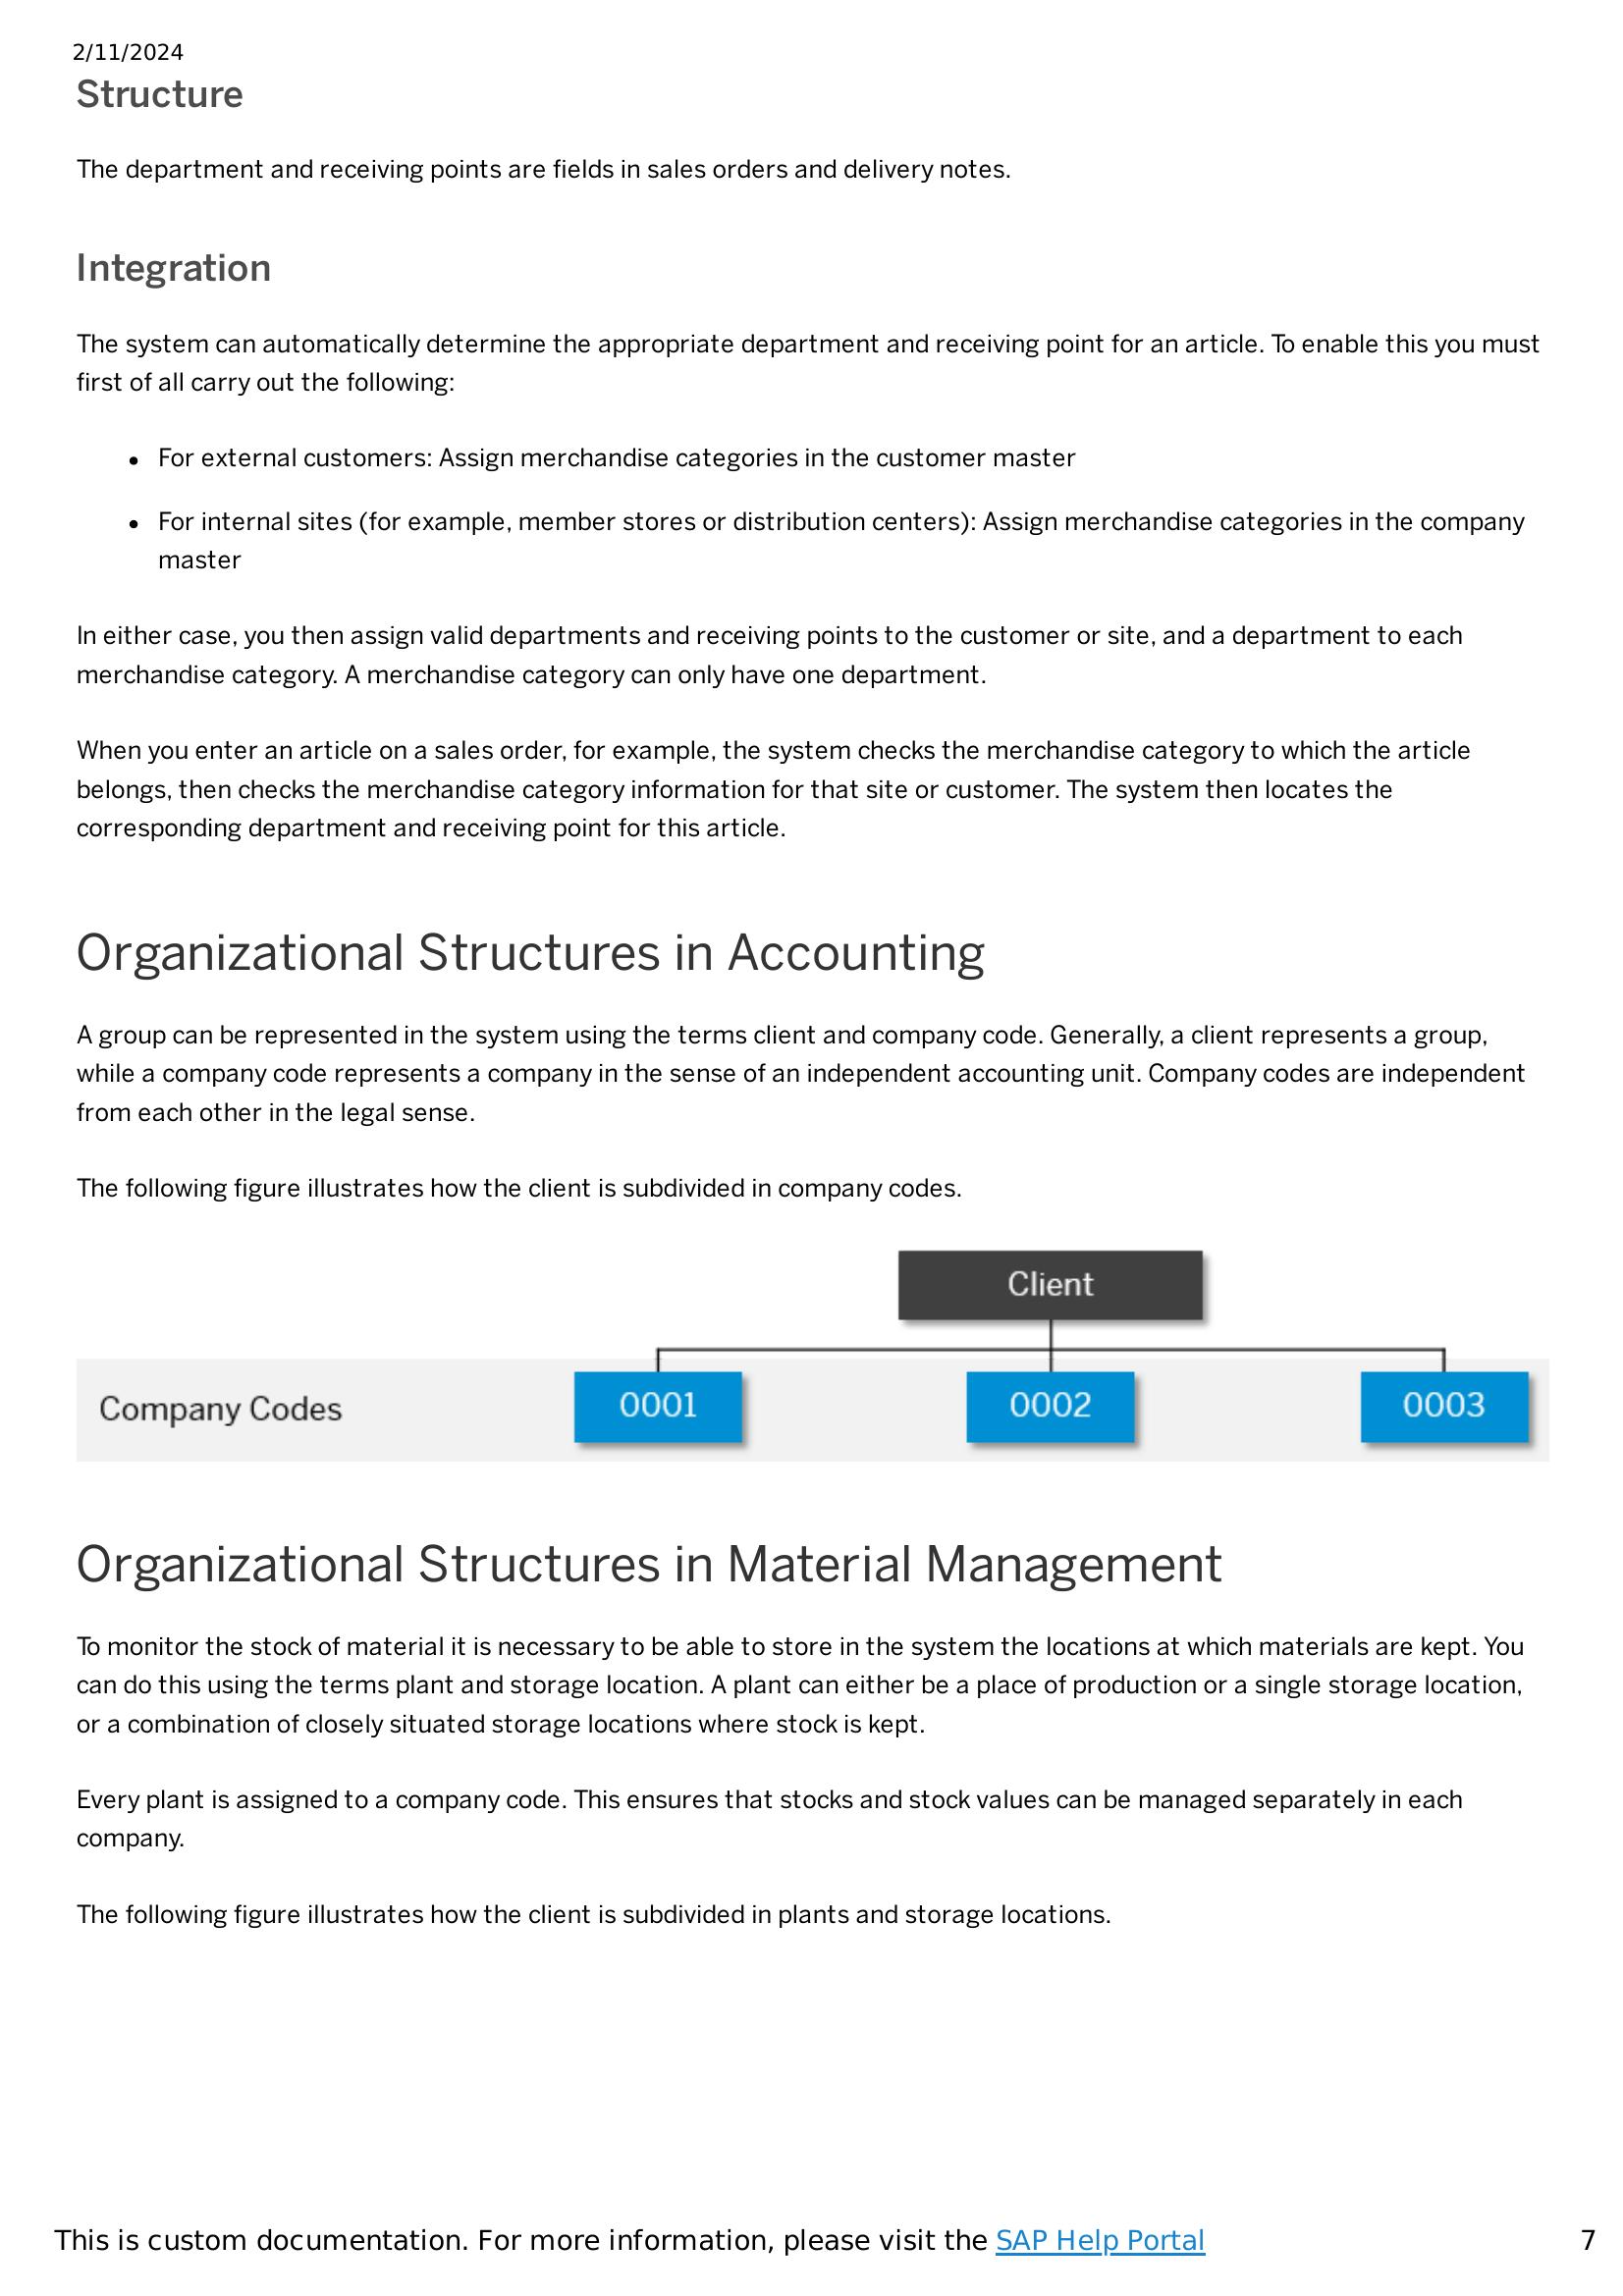 2/11/2024
Structure
The department and receiving points are fields in sales orders and delivery notes.
Integration
The system can automatically determine the appropriate department and receiving point for an article. To enable this you must
first of all carry out the following:
• For external customers: Assign merchandise categories in the customer master
• For internal sites (for example, member stores or distribution centers): Assign merchandise categories in the company
master
In either case, you then assign valid departments and receiving points to the customer or site, and a department to each
merchandise category. A merchandise category can only have one department.
When you enter an article on a sales order, for example, the system checks the merchandise category to which the article
belongs, then checks the merchandise category information for that site or customer. The system then locates the
corresponding department and receiving point for this article.
Organizational Structures in Accounting
A group can be represented in the system using the terms client and company code. Generally, a client represents a group,
while a company code represents a company in the sense of an independent accounting unit. Company codes are independent
from each other in the legal sense.
The following figure illustrates how the client is subdivided in company codes.
Client
Company Codes 0001 0002 0003
Organizational Structures in Material Management
To monitor the stock of material it is necessary to be able to store in the system the locations at which materials are kept. You
can do this using the terms plant and storage location. A plant can either be a place of production or a single storage location,
or a combination of closely situated storage locations where stock is kept.
Every plant is assigned to a company code. This ensures that stocks and stock values can be managed separately in each
company.
The following figure illustrates how the client is subdivided in plants and storage locations.
This is custom documentation. For more information, please visit the SAP Help Portal 7